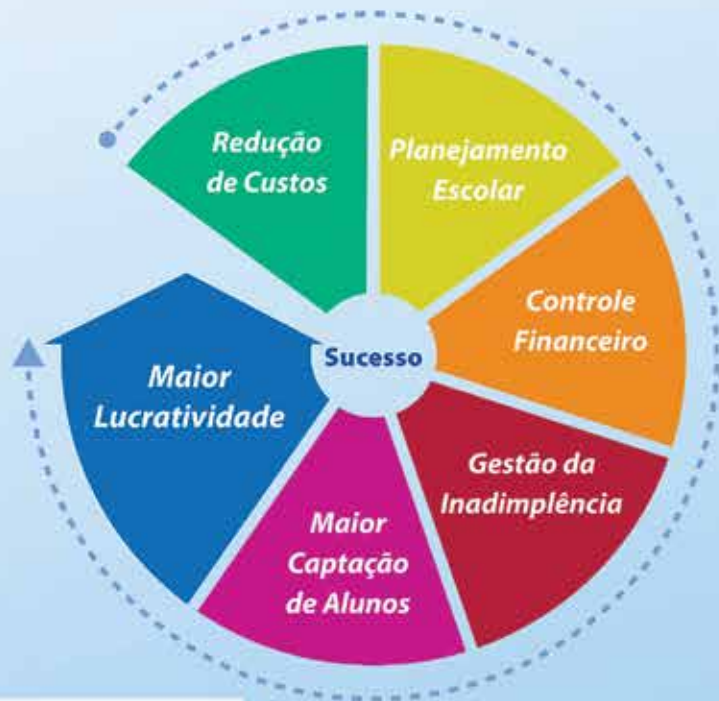 Redução
de Custos
Planejamento
Escolar
Controle
Financeiro
Gestão da
Inadimplência
Maior
Captação
de Alunos
Maior
Lucratividade
Sucesso